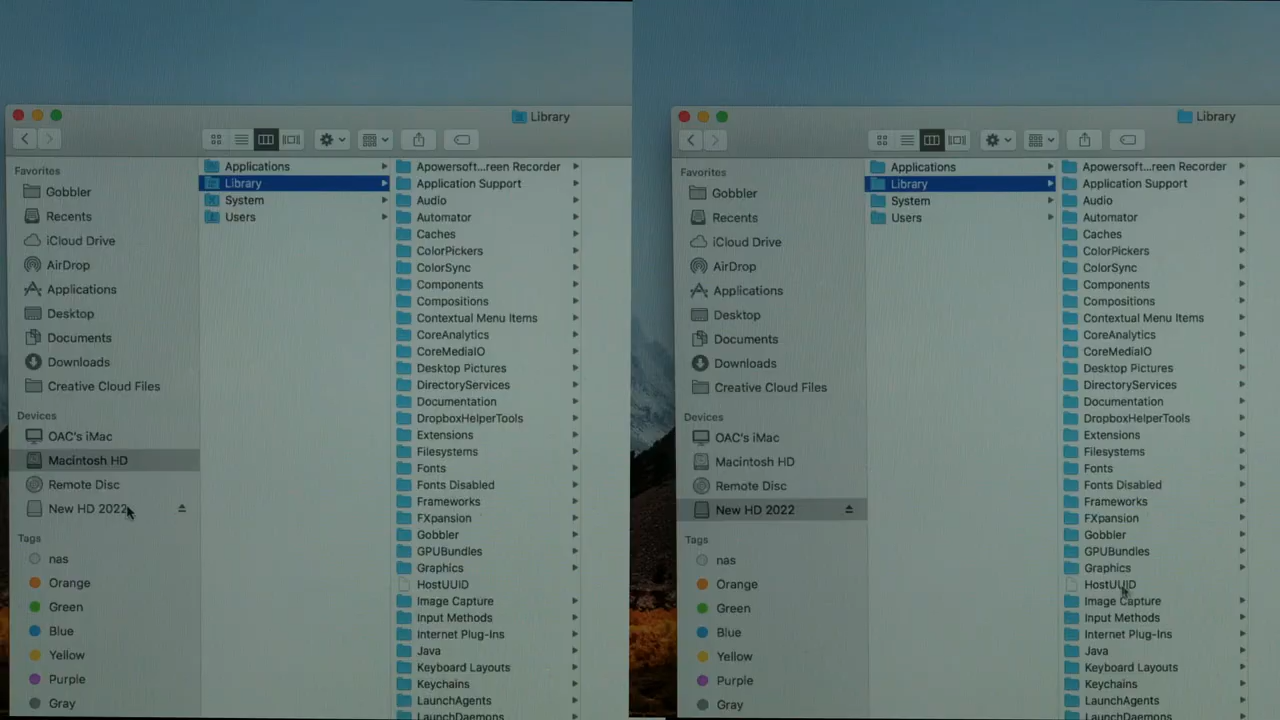 Library
Favorites
Gobbler
Recents
iCloud Drive
AirDrop
Applications
Desktop
Documents
Downloads
Creative Cloud Files
Devices
OAC's iMac
Macintosh HD
Remote Disc
New HD 2022
Tags
nas
Orange
Green
Blue
Yellow
Purple
Gray
Applications
Library
System
Users
Apowersoft...reen Recorder
Application Support
Audio
Automator
Caches
ColorPickers
ColorSync
Components
Compositions
Contextual Menu Items
CoreAnalytics
CoreMediaIO
Desktop Pictures
DirectoryServices
Documentation
DropboxHelperTools
Extensions
Filesystems
Fonts
Fonts Disabled
Frameworks
FXpansion
Gobbler
GPUBundles
Graphics
HostUUID
Image Capture
Input Methods
Internet Plug-Ins
Java
Keyboard Layouts
Keychains
LaunchAgents
LaunchDaemons
Library
Favorites
Gobbler
Recents
iCloud Drive
AirDrop
Applications
Desktop
Documents
Downloads
Creative Cloud Files
Devices
OAC's iMac
Macintosh HD
Remote Disc
New HD 2022
Tags
nas
Orange
Green
Blue
Yellow
Purple
Gray
Applications
Library
System
Users
Apowersoft...reen Recorder
Application Support
Audio
Automator
Caches
ColorPickers
ColorSync
Components
Compositions
Contextual Menu Items
CoreAnalytics
CoreMediaIO
Desktop Pictures
DirectoryServices
Documentation
DropboxHelperTools
Extensions
Filesystems
Fonts
Fonts Disabled
Frameworks
FXpansion
Gobbler
GPUBundles
Graphics
HostUUID
Image Capture
Input Methods
Internet Plug-Ins
Java
Keyboard Layouts
Keychains
LaunchAgents
LaunchDaemons